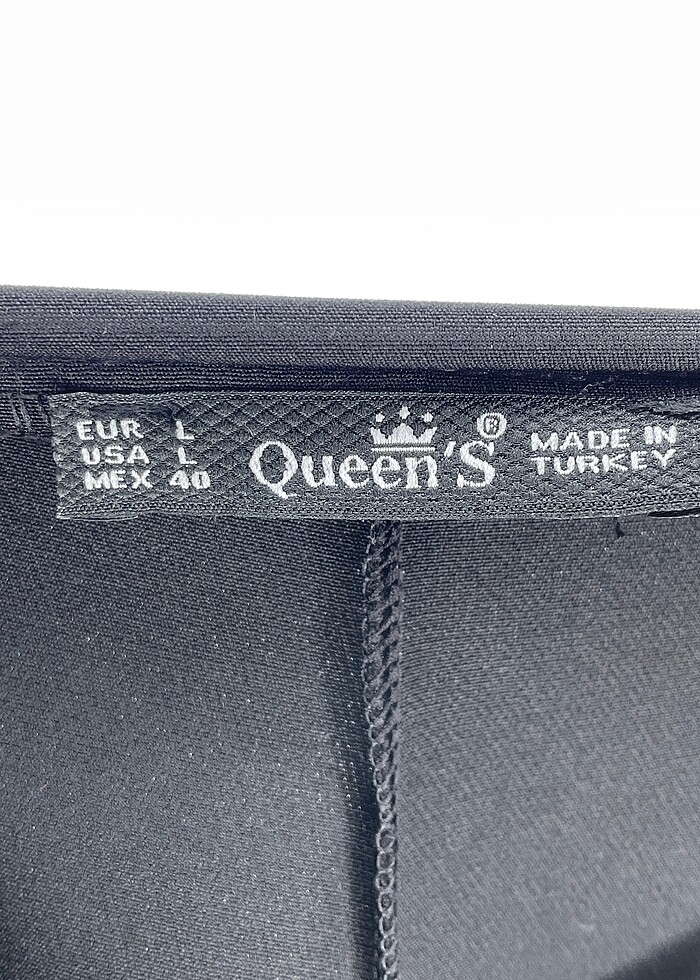 EUR L
USA L
MEX 40
Queen'S ®
MADE IN
TURKEY